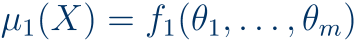 μ₁(X) = f₁(θ₁, . . . , θₘ)